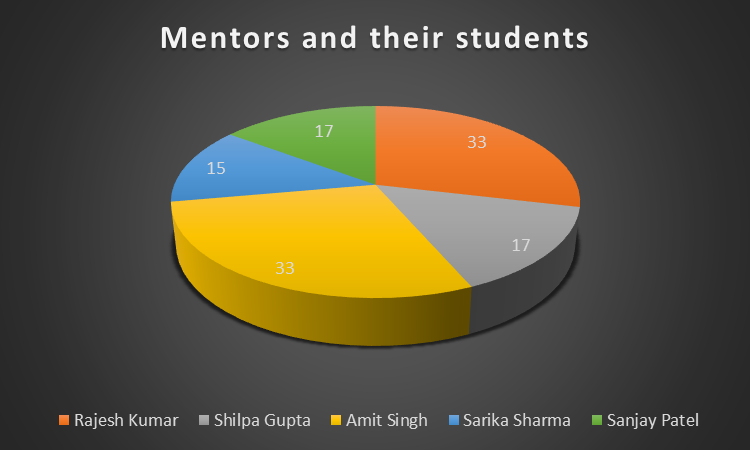 Mentors and their students
17
33
15
17
33
Rajesh Kumar Shilpa Gupta Amit Singh Sarika Sharma Sanjay Patel